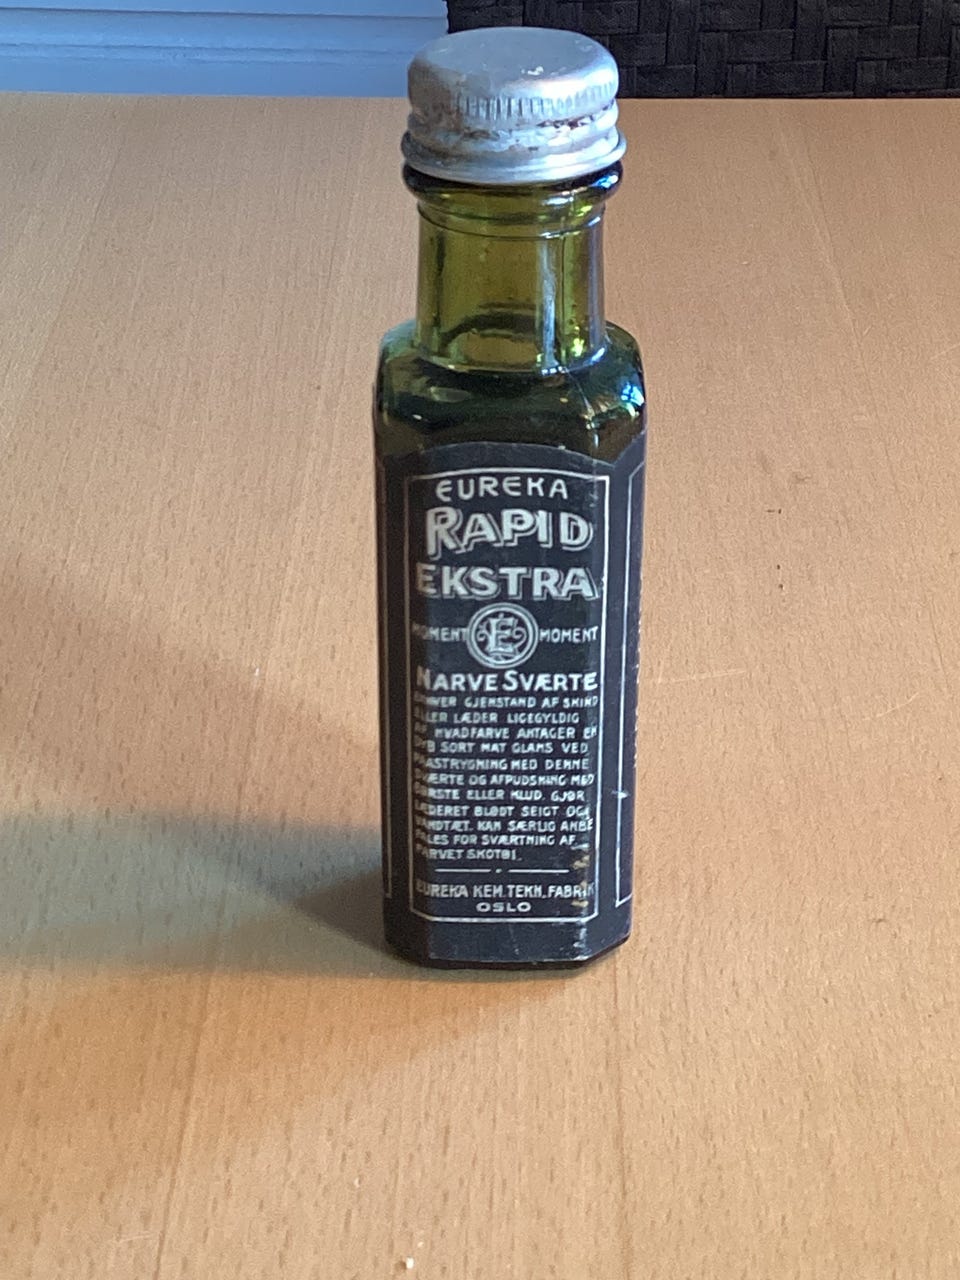 EUREKA
RAPID
EKSTRA
MOMENT E MOMENT
NARVE SVÆRTE
ENHVER GJENSTAND AF SKIND
ELLER LÆDER LIGEGYLDIG
AF HVADFARVE ANTAGER EN
DYB SORT MAT GLANS VED
PAASTRYGNING MED DENNE
SVÆRTE OG AFPUDSNING MED
BØRSTE ELLER KLUD. GJØR
LÆDERET BLØDT SEIGT OG
VANDTÆT. KAN SÆRLIG ANBE
FALES FOR SVÆRTNING AF
FARVET SKOTØI.
EUREKA KEM. TEKN. FABRIK
OSLO